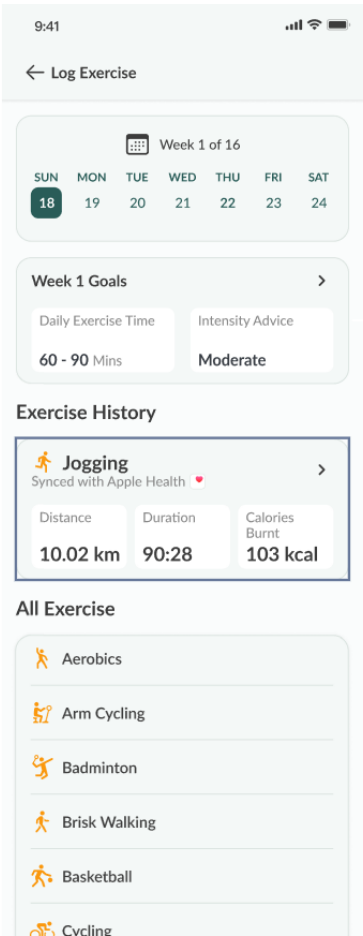 9:41
← Log Exercise
Week 1 of 16
SUN MON TUE WED THU FRI SAT
18 19 20 21 22 23 24
Week 1 Goals
Daily Exercise Time Intensity Advice
60 - 90 Mins Moderate
Exercise History
Jogging
Synced with Apple Health
Distance Duration Calories
Burnt
10.02 km 90:28 103 kcal
All Exercise
Aerobics
Arm Cycling
Badminton
Brisk Walking
Basketball
Cycling